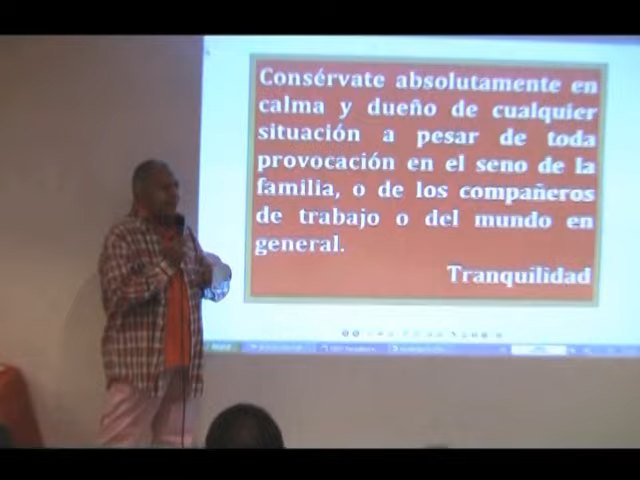 Consérvate absolutamente en
calma y dueño de cualquier
situación a pesar de toda
provocación en el seno de la
familia, o de los compañeros
de trabajo o del mundo en
general.
Tranquilidad